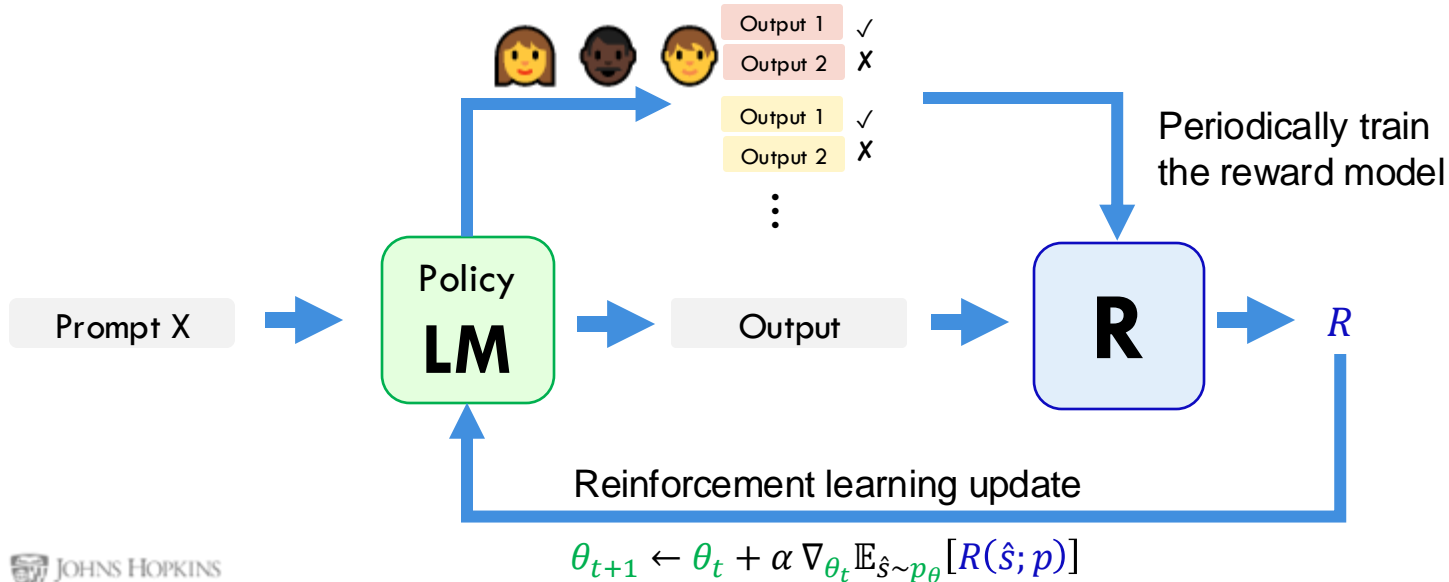 Output 1 ✓
Output 2 ✗
Output 1 ✓
Output 2 ✗
⋮
Periodically train
the reward model
Prompt X
Policy
LM
Output
R
R
Reinforcement learning update
θ_{t+1} ← θ_t + α ∇_{θ_t} 𝔼_{ŝ∼p_θ}[R(ŝ; p)]
JOHNS HOPKINS